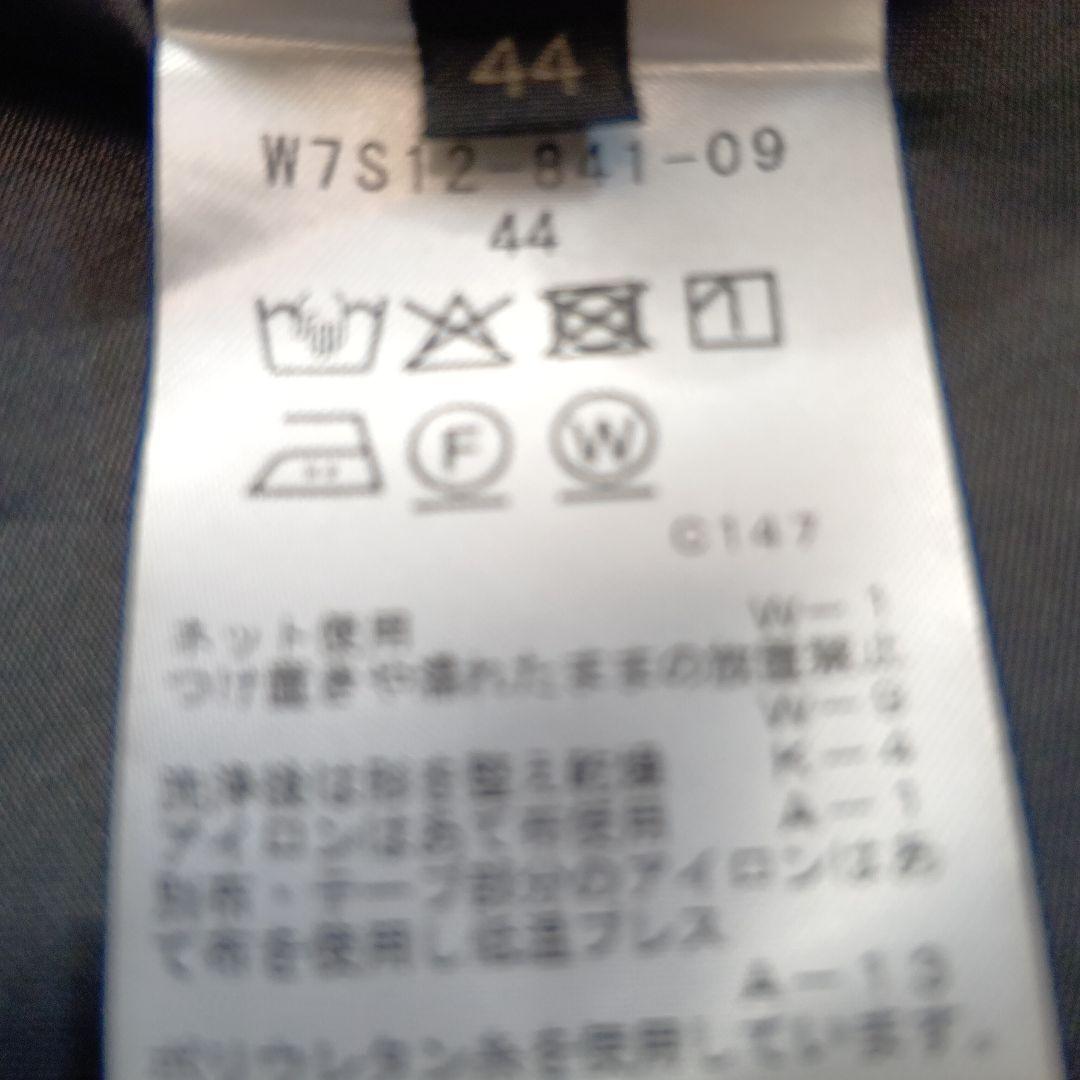 44
W7S12-841-09
44
F W
C147
ネット使用 W-1
つけ置きや濡れたままの放置禁止
W-9
洗浄後は形を整え乾燥 K-4
アイロンはあて布使用 A-1
別布・テープ部分のアイロンはあ
て布を使用し低温プレス
A-13
ポリウレタン糸を使用しています。